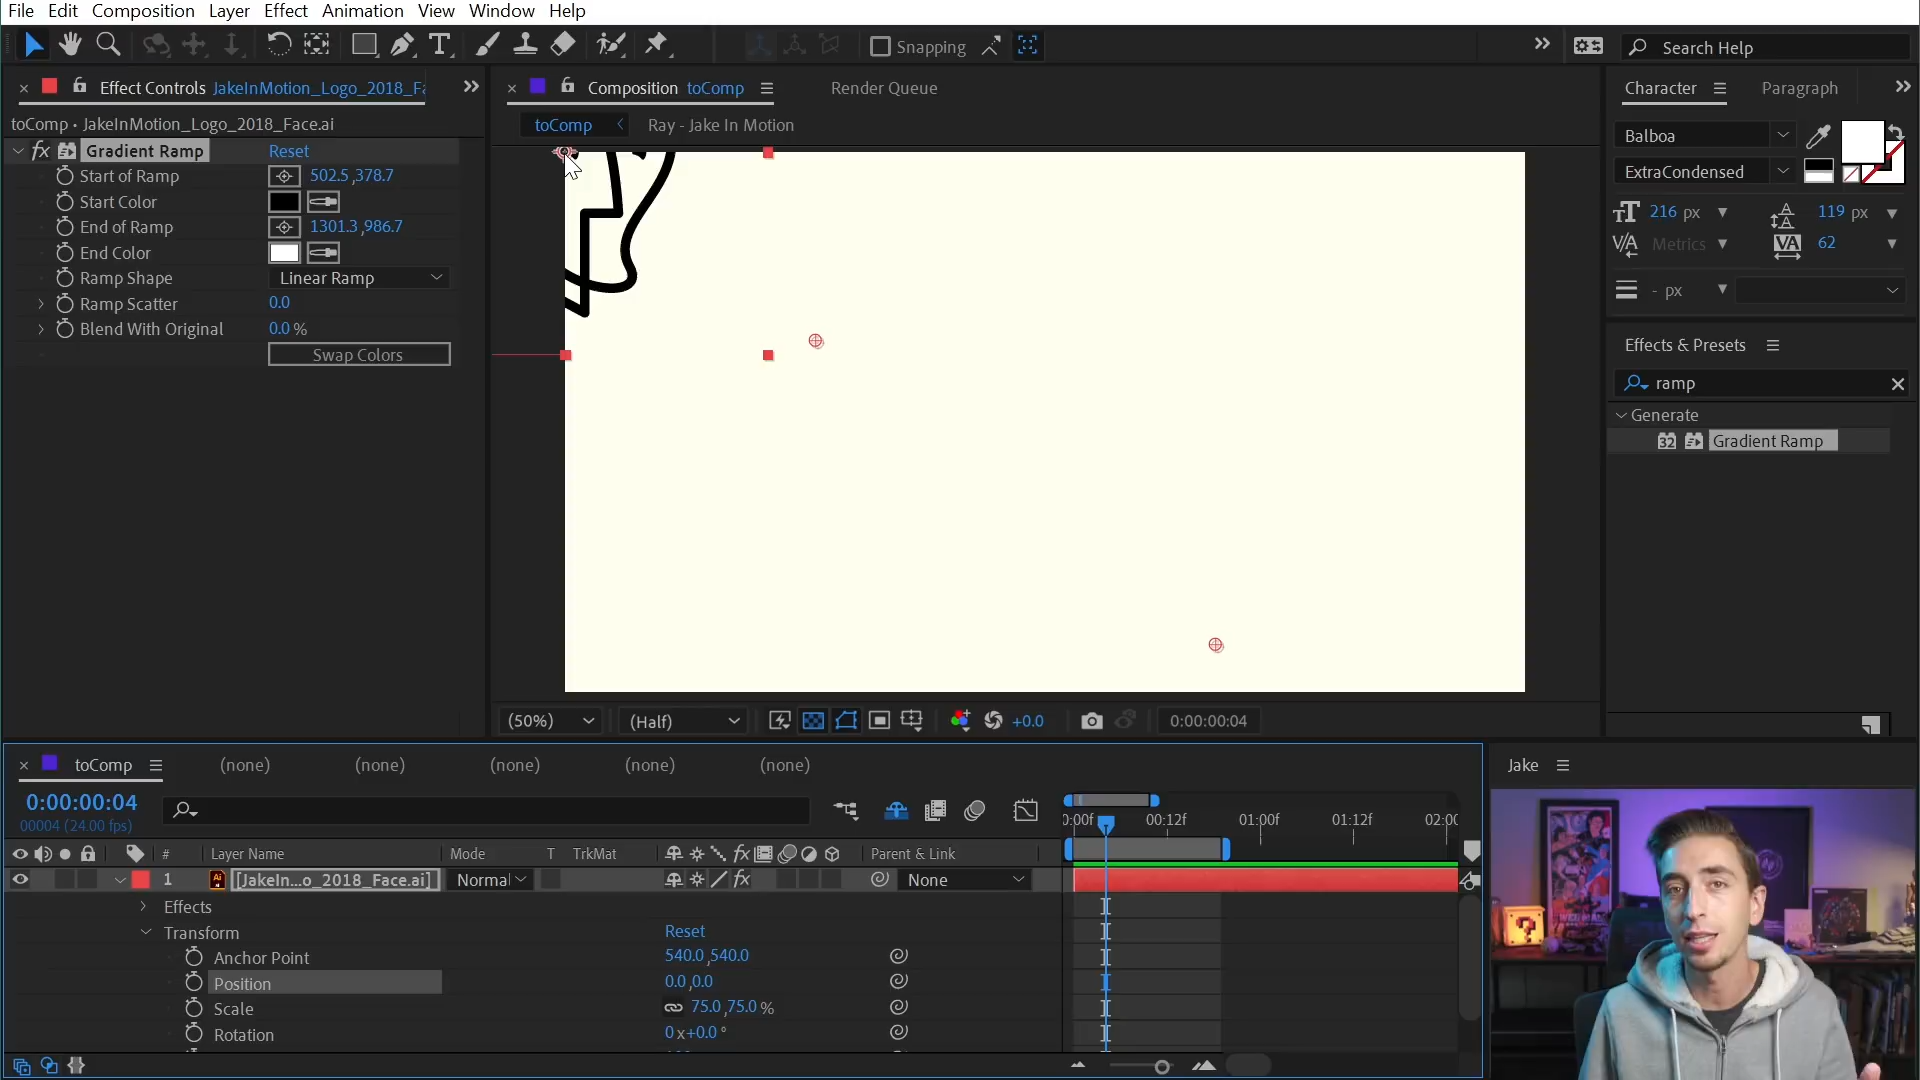 File Edit Composition Layer Effect Animation View Window Help
T Snapping Search Help
Effect Controls JakeInMotion_Logo_2018_Fa
Composition toComp Render Queue
Character Paragraph
toComp • JakeInMotion_Logo_2018_Face.ai
toComp Ray - Jake In Motion
fx Gradient Ramp Reset
Start of Ramp 502.5,378.7
Start Color
End of Ramp 1301.3,986.7
End Color
Ramp Shape Linear Ramp
Ramp Scatter 0.0
Blend With Original 0.0 %
Swap Colors
Balboa
ExtraCondensed
216 px 119 px
Metrics 62
- px
Effects & Presets
ramp
Generate
32 Gradient Ramp
(50%) (Half) +0.0 0:00:00:04
toComp (none) (none) (none) (none) (none)
Jake
0:00:00:04
00004 (24.00 fps)
0:00f 00:12f 01:00f 01:12f 02:00
# Layer Name Mode T TrkMat fx Parent & Link
1 Ai [JakeIn...o_2018_Face.ai] Normal fx None
Effects
Transform Reset
Anchor Point 540.0,540.0
Position 0.0,0.0
Scale 75.0,75.0 %
Rotation 0 x+0.0 °